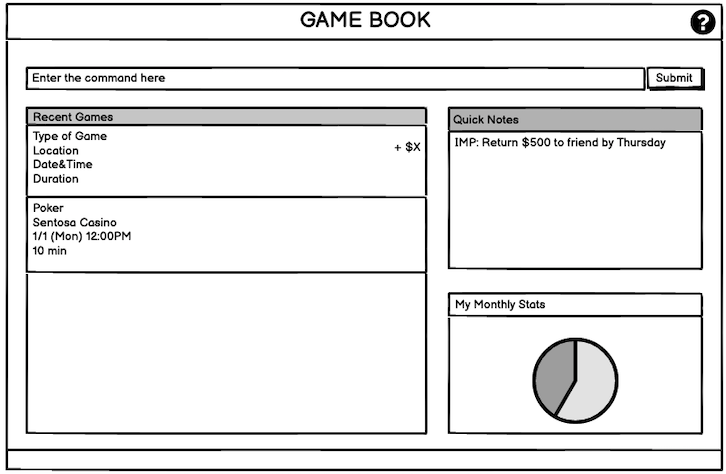 GAME BOOK
?
Enter the command here
Submit
Recent Games
Type of Game
Location
Date&Time
Duration
+ $X
Poker
Sentosa Casino
1/1 (Mon) 12:00PM
10 min
Quick Notes
IMP: Return $500 to friend by Thursday
My Monthly Stats